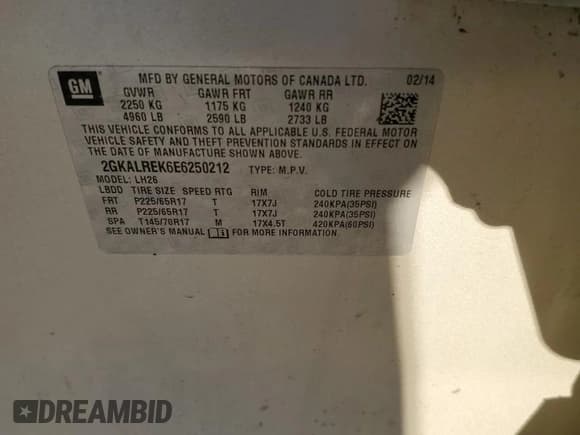 GM
MFD BY GENERAL MOTORS OF CANADA LTD. 02/14
GVWR GAWR FRT GAWR RR
2250 KG 1175 KG 1240 KG
4960 LB 2590 LB 2733 LB
THIS VEHICLE CONFORMS TO ALL APPLICABLE U.S. FEDERAL MOTOR
VEHICLE SAFETY AND THEFT PREVENTION STANDARDS IN EFFECT ON
THE DATE OF MANUFACTURE SHOWN ABOVE.
2GKALREK6E6250212 TYPE: M.P.V.
MODEL: LH26
LBDD TIRE SIZE SPEED RTG RIM COLD TIRE PRESSURE
FRT P225/65R17 T 17X7J 240KPA(35PSI)
RR P225/65R17 T 17X7J 240KPA(35PSI)
SPA T145/70R17 M 17X4.5T 420KPA(60PSI)
SEE OWNER'S MANUAL FOR MORE INFORMATION.
DREAMBID